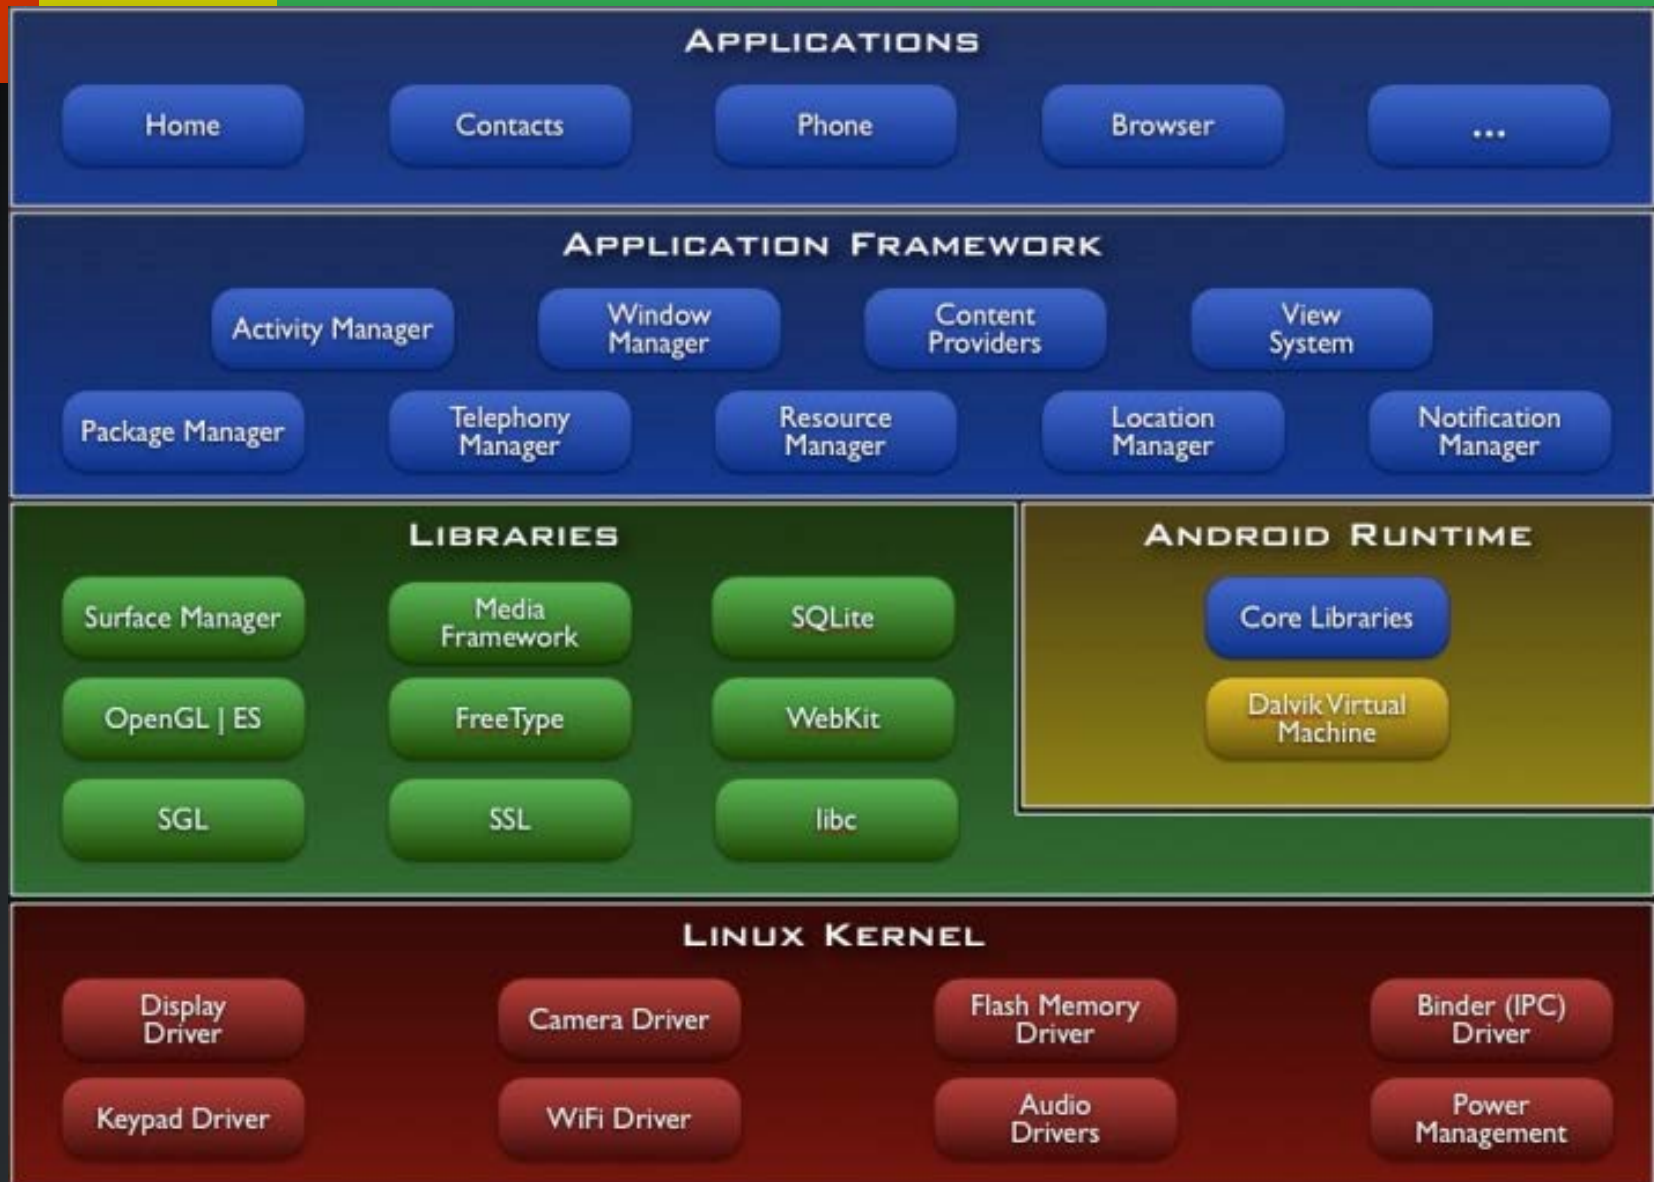 APPLICATIONS
Home
Contacts
Phone
Browser
...
APPLICATION FRAMEWORK
Activity Manager
Window
Manager
Content
Providers
View
System
Package Manager
Telephony
Manager
Resource
Manager
Location
Manager
Notification
Manager
LIBRARIES
Surface Manager
Media
Framework
SQLite
OpenGL | ES
FreeType
WebKit
SGL
SSL
libc
ANDROID RUNTIME
Core Libraries
Dalvik Virtual
Machine
LINUX KERNEL
Display
Driver
Camera Driver
Flash Memory
Driver
Binder (IPC)
Driver
Keypad Driver
WiFi Driver
Audio
Drivers
Power
Management